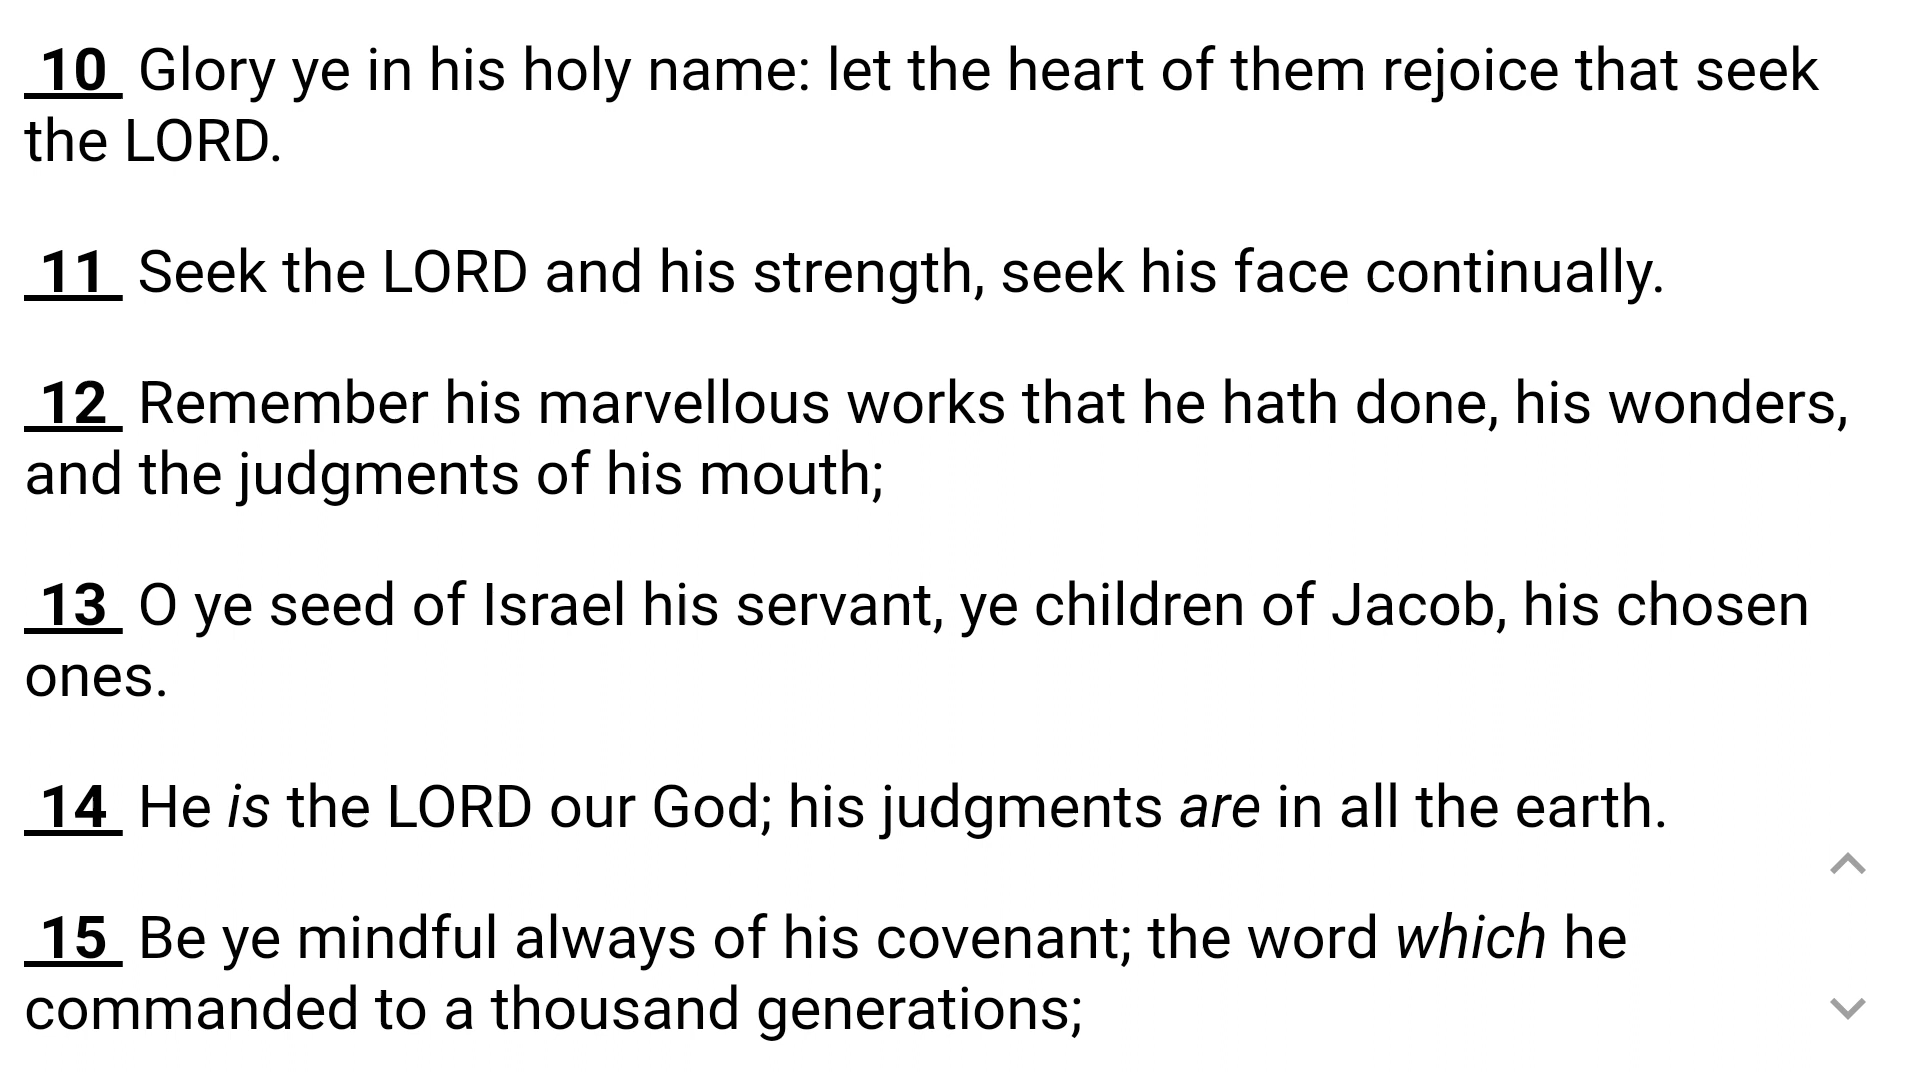 10 Glory ye in his holy name: let the heart of them rejoice that seek
the LORD.
11 Seek the LORD and his strength, seek his face continually.
12 Remember his marvellous works that he hath done, his wonders,
and the judgments of his mouth;
13 O ye seed of Israel his servant, ye children of Jacob, his chosen
ones.
14 He is the LORD our God; his judgments are in all the earth.
15 Be ye mindful always of his covenant; the word which he
commanded to a thousand generations;